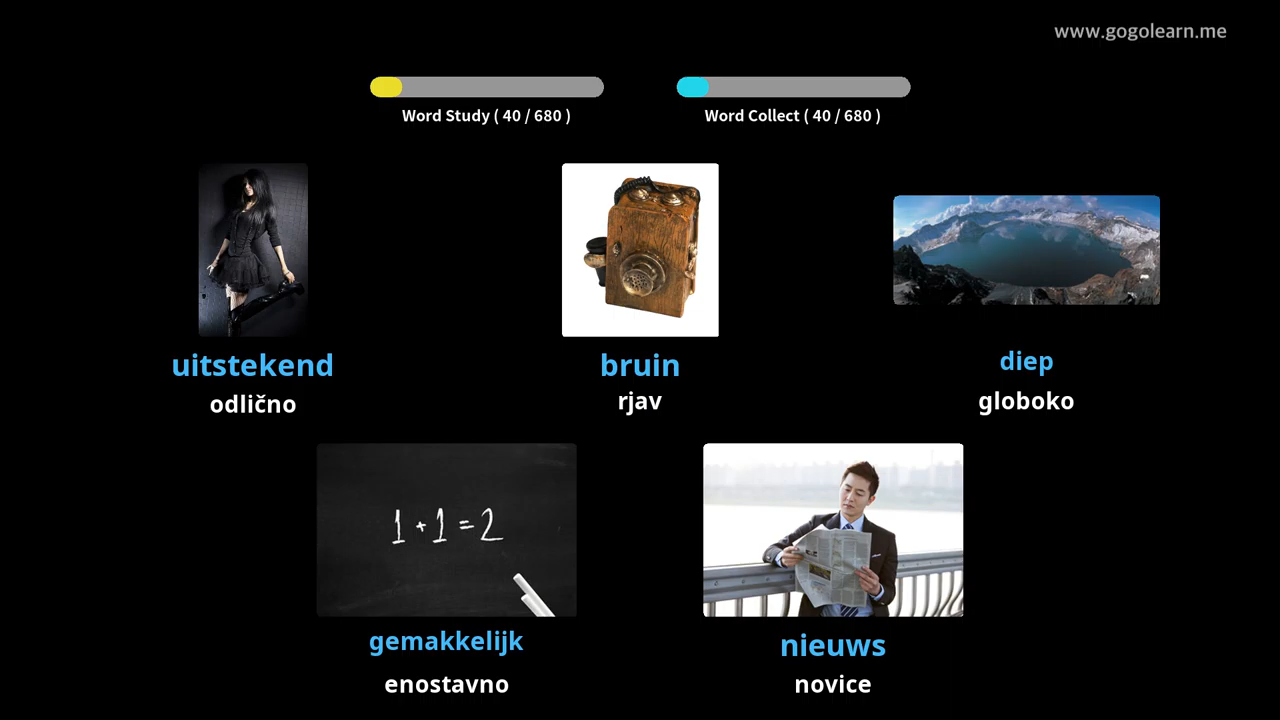 www.gogolearn.me
Word Study ( 40 / 680 )
Word Collect ( 40 / 680 )
uitstekend
odlično
bruin
rjav
diep
globoko
1+1=2
gemakkelijk
enostavno
nieuws
novice